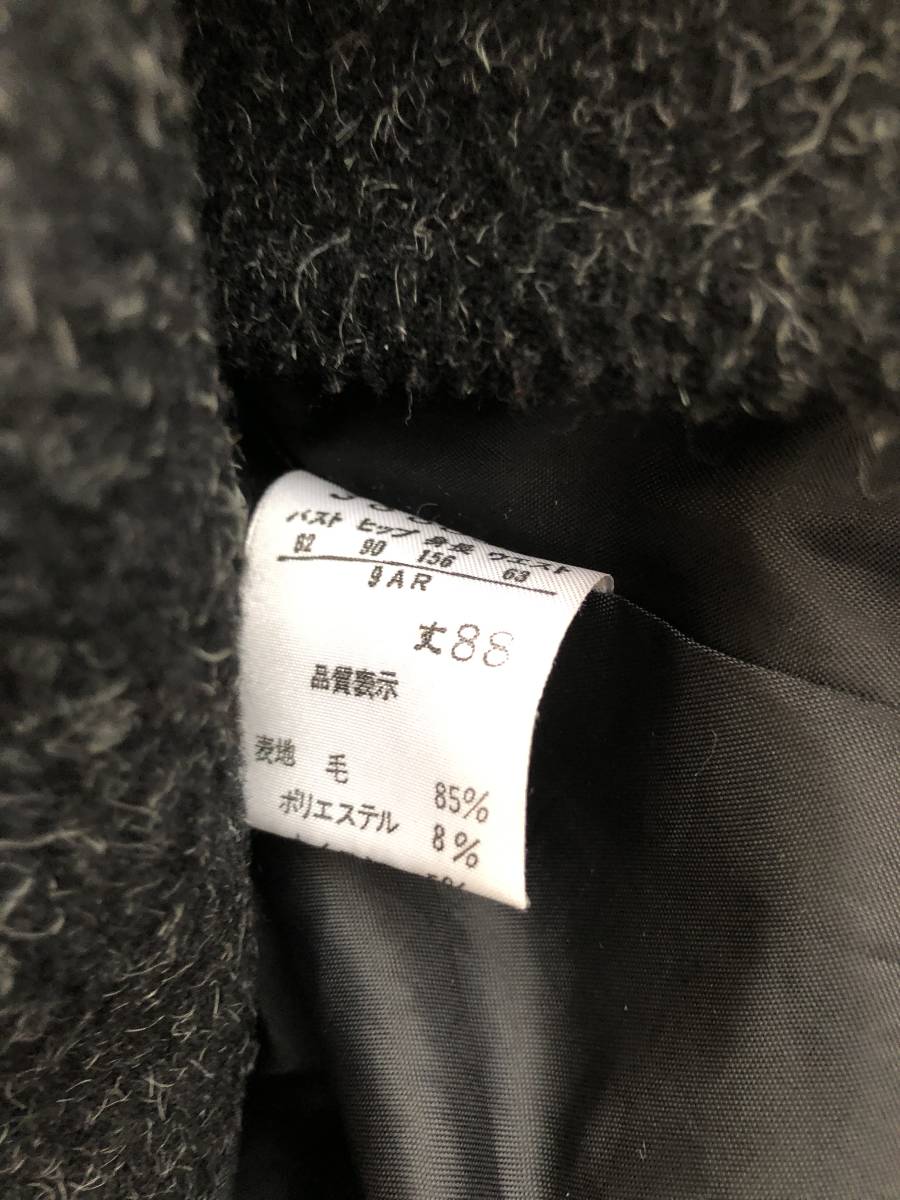 バスト ヒップ 身長 ウエスト
82 90 156 63
9AR
丈88
品質表示
表地 毛 85%
ポリエステル 8%